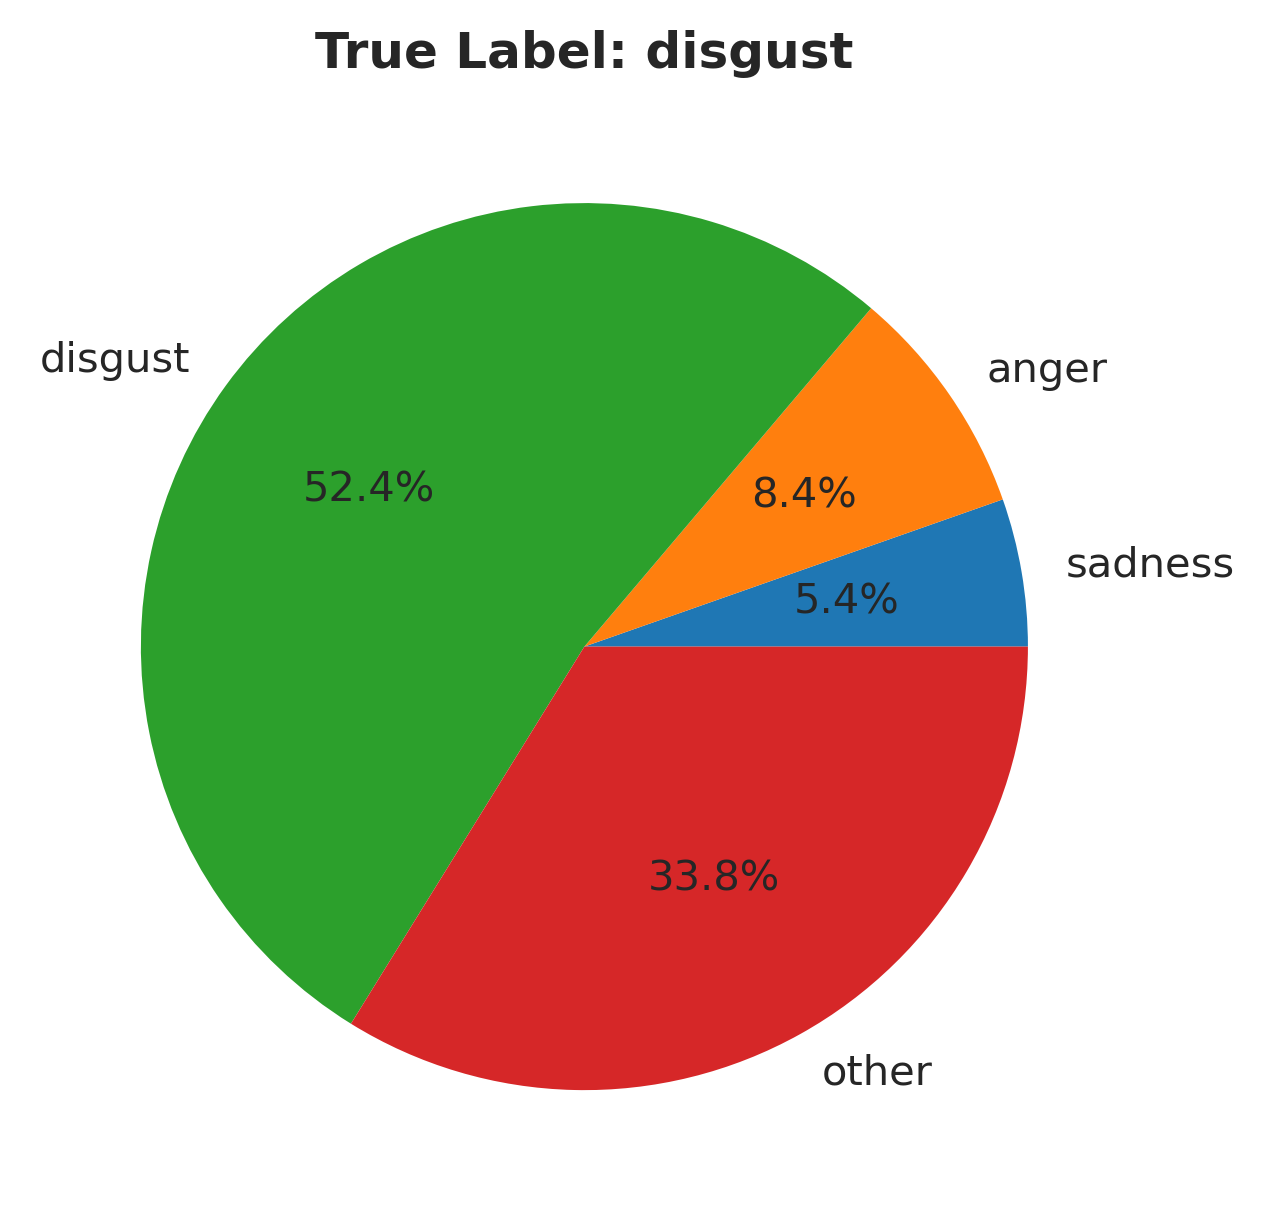 True Label: disgust
disgust
anger
52.4%
8.4%
sadness
5.4%
33.8%
other